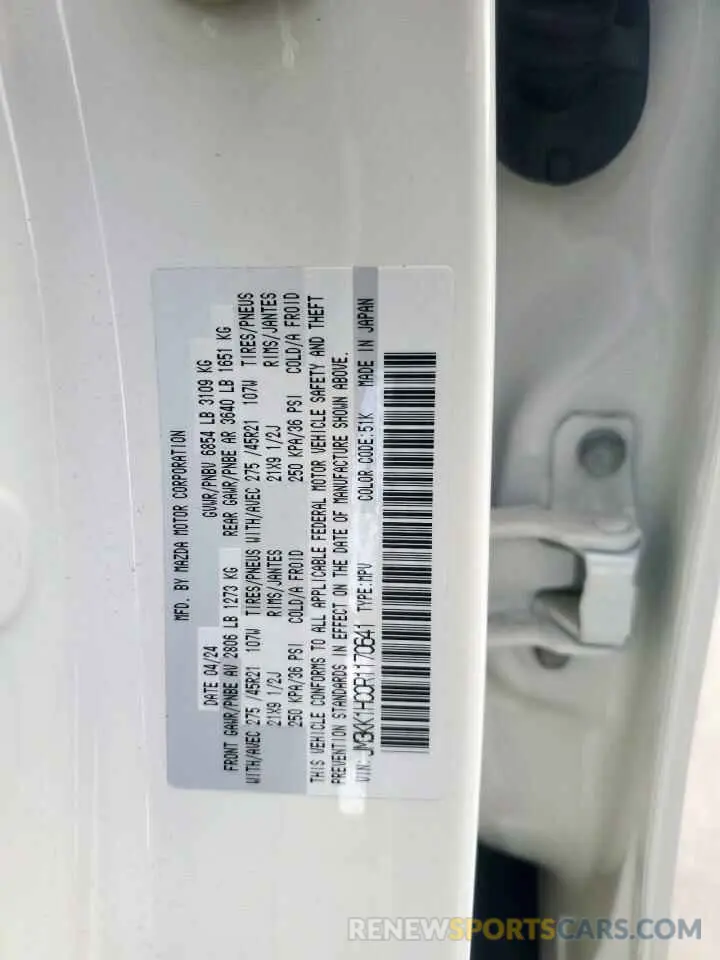 MFD. BY MAZDA MOTOR CORPORATION
DATE 04/24 GVWR/PNBV 6854 LB 3109 KG
FRONT GAWR/PNBE AV 2806 LB 1273 KG REAR GAWR/PNBE AR 3640 LB 1651 KG
WITH/AVEC 275 /45R21 107W TIRES/PNEUS WITH/AVEC 275 /45R21 107W TIRES/PNEUS
21X9 1/2J RIMS/JANTES 21X9 1/2J RIMS/JANTES
250 KPA/36 PSI COLD/A FROID 250 KPA/36 PSI COLD/A FROID
THIS VEHICLE CONFORMS TO ALL APPLICABLE FEDERAL MOTOR VEHICLE SAFETY AND THEFT
PREVENTION STANDARDS IN EFFECT ON THE DATE OF MANUFACTURE SHOWN ABOVE.
VIN: JM3KK1HC0R1170641 TYPE:MPV COLOR CODE:51K MADE IN JAPAN
RENEWSPORTSCARS.COM